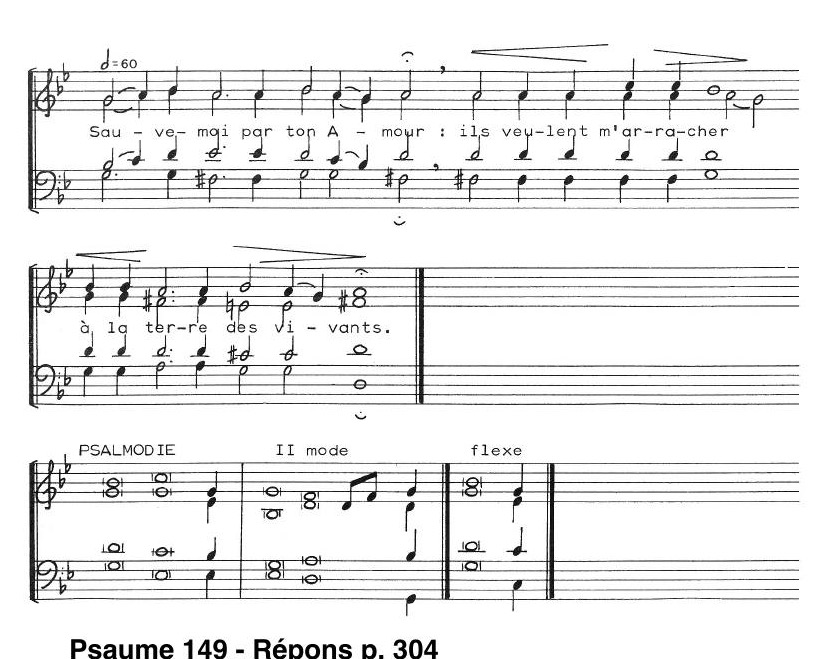 𝅗𝅥=60
Sau - ve- moi par ton A - mour : ils veu-lent m'ar-ra-cher
à la ter-re des vi - vants.
PSALMODIE II mode flexe
Psaume 149 - Répons p. 304